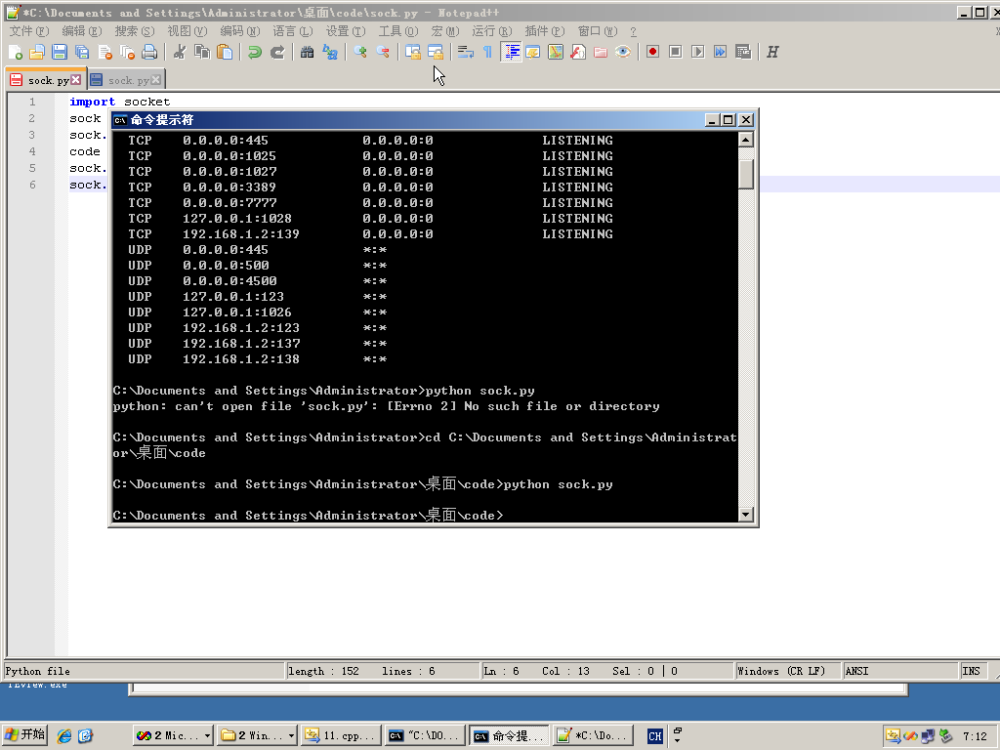 *C:\Documents and Settings\Administrator\桌面\code\sock.py - Notepad++
文件(F) 编辑(E) 搜索(S) 视图(V) 编码(N) 语言(L) 设置(T) 工具(O) 宏(M) 运行(R) 插件(P) 窗口(W) ?
sock.py sock.py
1 import socket
2 sock
3 sock.
4 code
5 sock.
6 sock.
命令提示符
TCP 0.0.0.0:445 0.0.0.0:0 LISTENING
TCP 0.0.0.0:1025 0.0.0.0:0 LISTENING
TCP 0.0.0.0:1027 0.0.0.0:0 LISTENING
TCP 0.0.0.0:3389 0.0.0.0:0 LISTENING
TCP 0.0.0.0:7777 0.0.0.0:0 LISTENING
TCP 127.0.0.1:1028 0.0.0.0:0 LISTENING
TCP 192.168.1.2:139 0.0.0.0:0 LISTENING
UDP 0.0.0.0:445 *:*
UDP 0.0.0.0:500 *:*
UDP 0.0.0.0:4500 *:*
UDP 127.0.0.1:123 *:*
UDP 127.0.0.1:1026 *:*
UDP 192.168.1.2:123 *:*
UDP 192.168.1.2:137 *:*
UDP 192.168.1.2:138 *:*
C:\Documents and Settings\Administrator>python sock.py
python: can't open file 'sock.py': [Errno 2] No such file or directory
C:\Documents and Settings\Administrator>cd C:\Documents and Settings\Administrat
or\桌面\code
C:\Documents and Settings\Administrator\桌面\code>python sock.py
C:\Documents and Settings\Administrator\桌面\code>
Python file length : 152 lines : 6 Ln : 6 Col : 13 Sel : 0 | 0 Windows (CR LF) ANSI INS
开始 2 Mic... 2 Win... 11.cpp... "C:\DO... 命令提... *C:\Do... CH 7:12